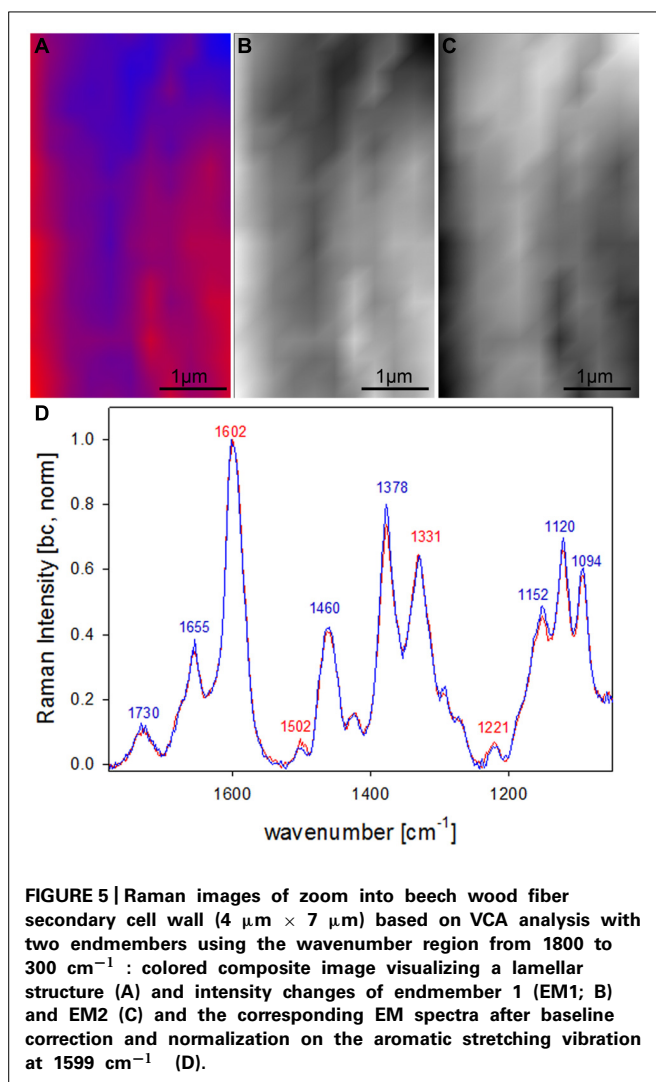 A
B
C
1µm
1µm
1µm
D
Raman Intensity [bc, norm]
1.0
0.8
0.6
0.4
0.2
0.0
1730
1655
1602
1502
1460
1378
1331
1221
1152
1120
1094
1600
1400
1200
wavenumber [cm⁻¹]
FIGURE 5 | Raman images of zoom into beech wood fiber
secondary cell wall (4 μm × 7 μm) based on VCA analysis with
two endmembers using the wavenumber region from 1800 to
300 cm⁻¹ : colored composite image visualizing a lamellar
structure (A) and intensity changes of endmember 1 (EM1; B)
and EM2 (C) and the corresponding EM spectra after baseline
correction and normalization on the aromatic stretching vibration
at 1599 cm⁻¹ (D).